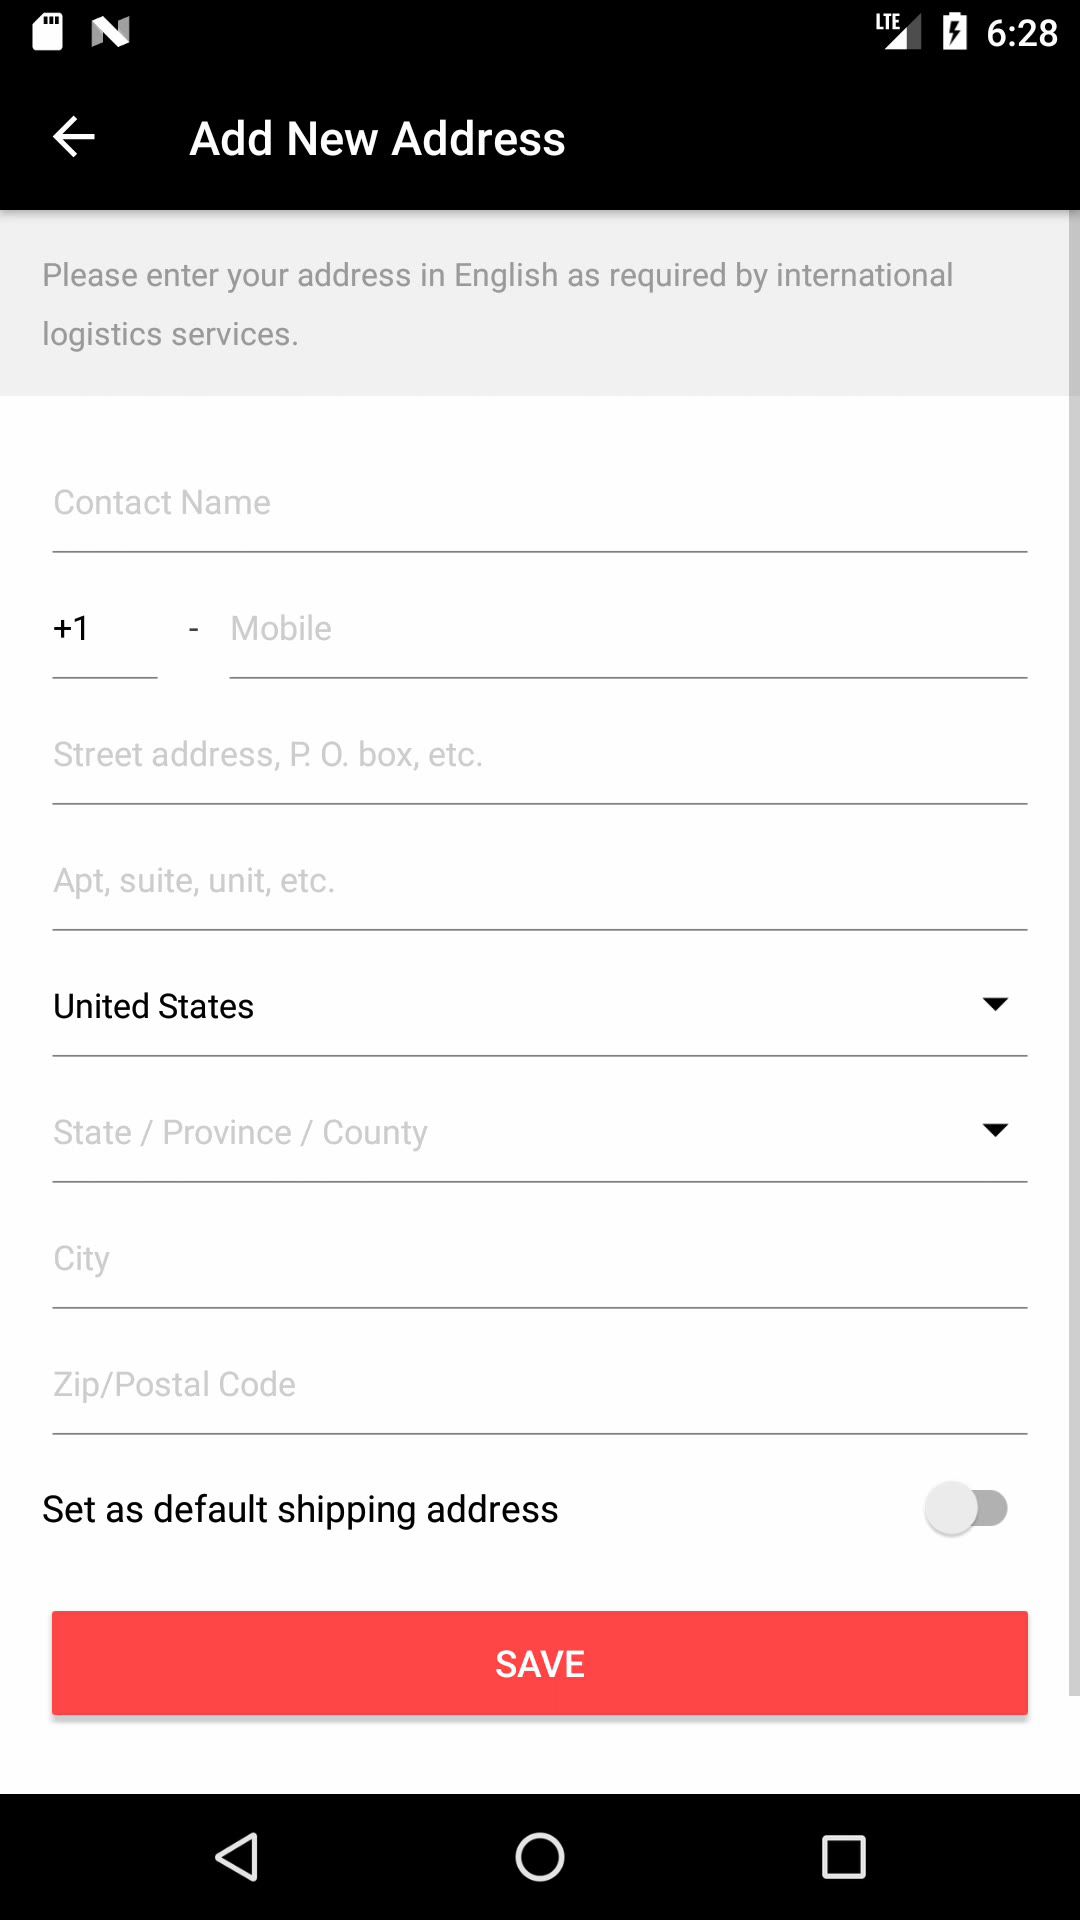 LTE 6:28
Add New Address
Please enter your address in English as required by international
logistics services.
Contact Name
+1 - Mobile
Street address, P. O. box, etc.
Apt, suite, unit, etc.
United States
State / Province / County
City
Zip/Postal Code
Set as default shipping address
SAVE